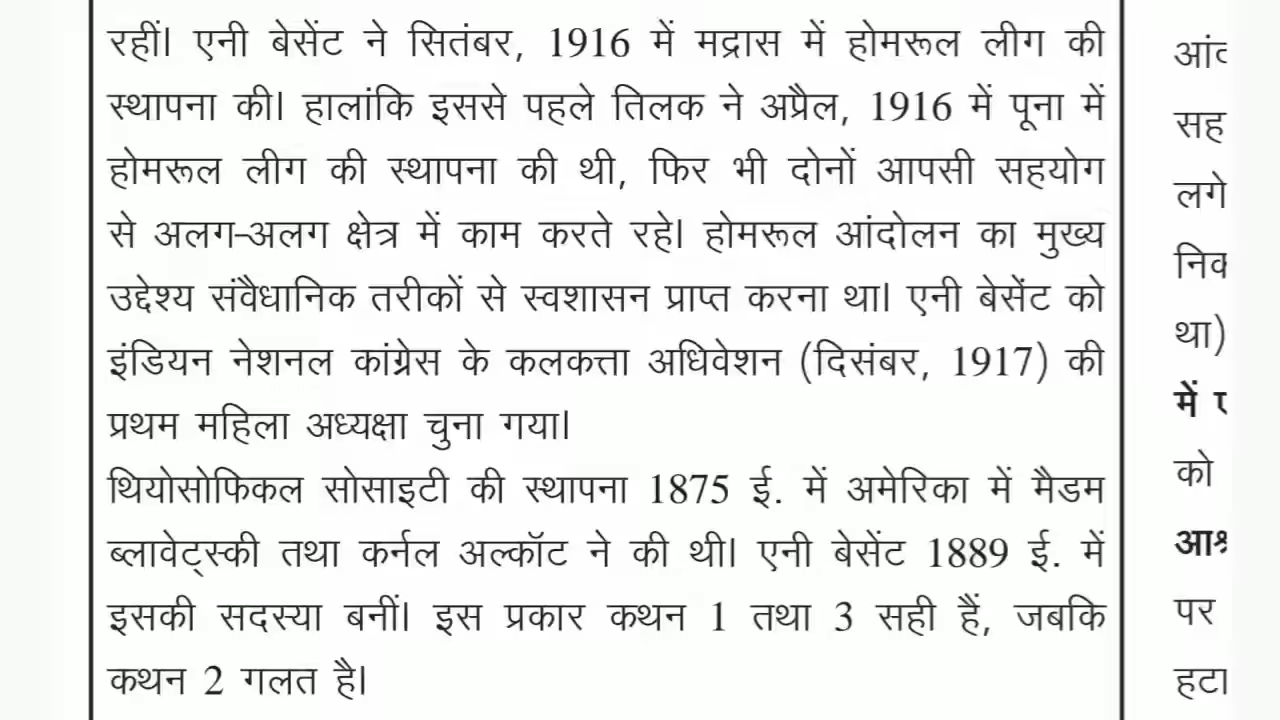 रहीं। एनी बेसेंट ने सितंबर, 1916 में मद्रास में होमरूल लीग की
स्थापना की। हालांकि इससे पहले तिलक ने अप्रैल, 1916 में पूना में
होमरूल लीग की स्थापना की थी, फिर भी दोनों आपसी सहयोग
से अलग-अलग क्षेत्र में काम करते रहे। होमरूल आंदोलन का मुख्य
उद्देश्य संवैधानिक तरीकों से स्वशासन प्राप्त करना था। एनी बेसेंट को
इंडियन नेशनल कांग्रेस के कलकत्ता अधिवेशन (दिसंबर, 1917) की
प्रथम महिला अध्यक्षा चुना गया।
थियोसोफिकल सोसाइटी की स्थापना 1875 ई. में अमेरिका में मैडम
ब्लावेट्स्की तथा कर्नल अल्कॉट ने की थी। एनी बेसेंट 1889 ई. में
इसकी सदस्या बनीं। इस प्रकार कथन 1 तथा 3 सही हैं, जबकि
कथन 2 गलत है।
सह
लगे
था)
में
को
पर